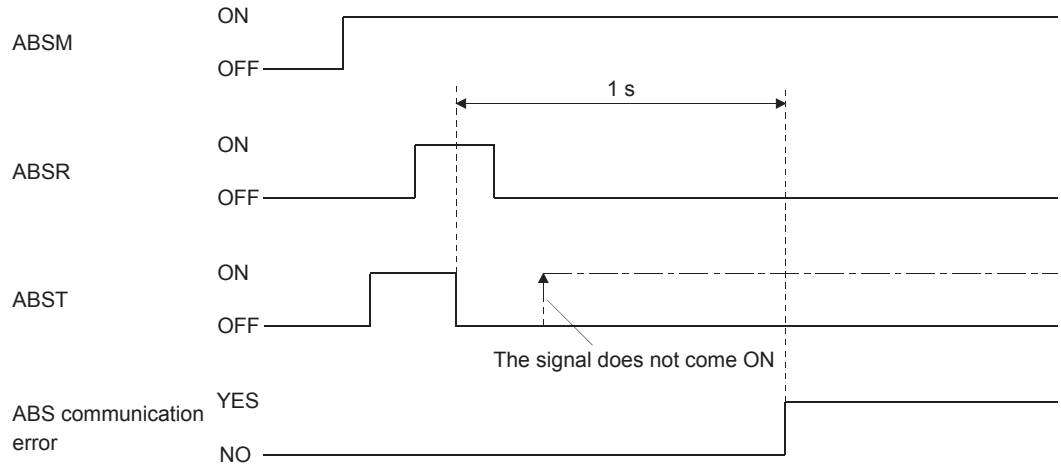 ABSM
ON
OFF
1 s
ABSR
ON
OFF
ABST
ON
OFF
The signal does not come ON
ABS communication
error
YES
NO